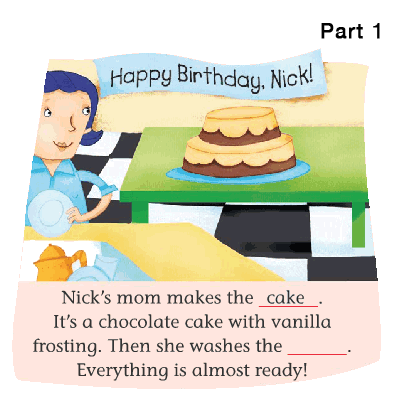 Part 1
Happy Birthday, Nick!
Nick's mom makes the cake.
It's a chocolate cake with vanilla
frosting. Then she washes the ______.
Everything is almost ready!